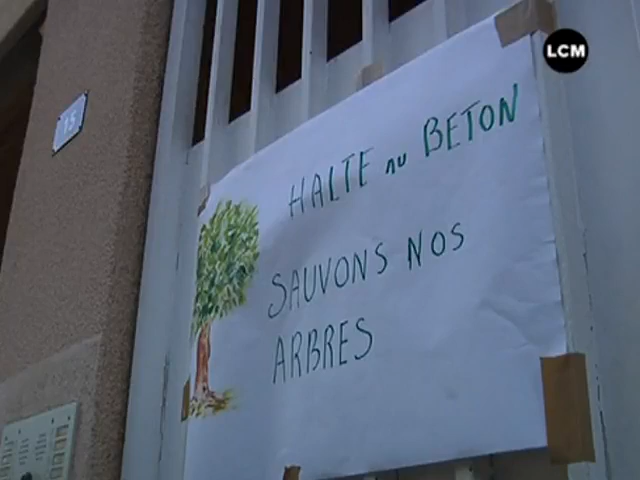 LCM
15
HALTE AU BETON
SAUVONS NOS
ARBRES